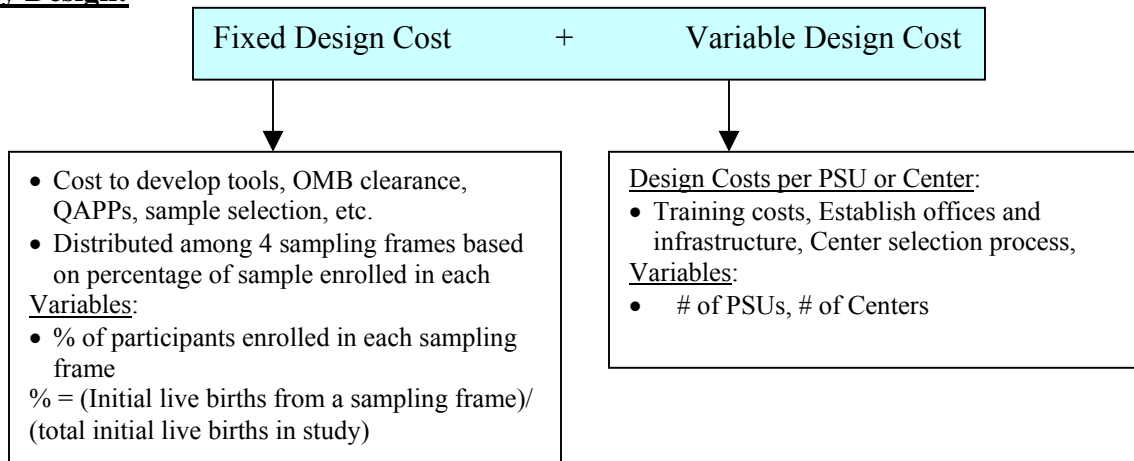 Design:
Fixed Design Cost + Variable Design Cost
• Cost to develop tools, OMB clearance,
QAPPs, sample selection, etc.
• Distributed among 4 sampling frames based
on percentage of sample enrolled in each
Variables:
• % of participants enrolled in each sampling
frame
% = (Initial live births from a sampling frame)/
(total initial live births in study)
Design Costs per PSU or Center:
• Training costs, Establish offices and
infrastructure, Center selection process,
Variables:
• # of PSUs, # of Centers